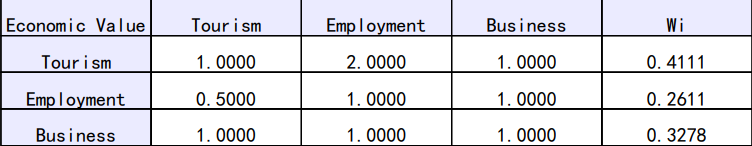 Economic Value Tourism Employment Business Wi
Tourism 1.0000 2.0000 1.0000 0.4111
Employment 0.5000 1.0000 1.0000 0.2611
Business 1.0000 1.0000 1.0000 0.3278